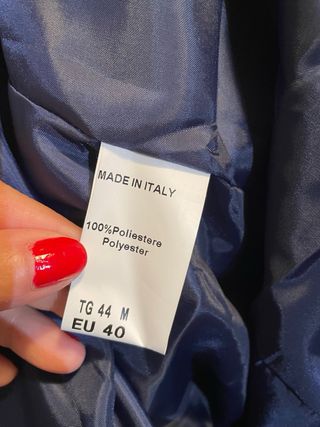 MADE IN ITALY
100%Poliestere
Polyester
TG 44 M
EU 40